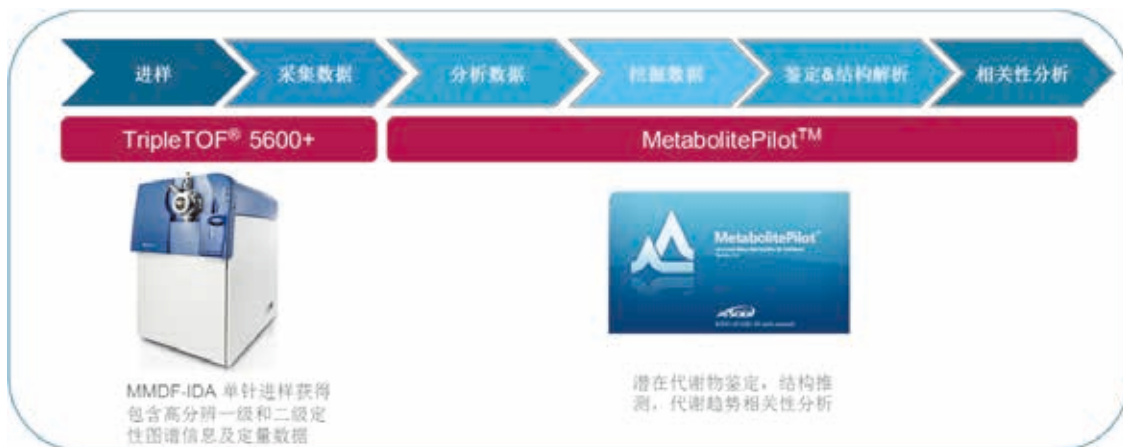 进样
采集数据
分析数据
挖掘数据
鉴定&结构解析
相关性分析
TripleTOF® 5600+
MetabolitePilot™
MetabolitePilot™
MMDF-IDA 单针进样获得
包含高分辨一级和二级定
性图谱信息及定量数据
潜在代谢物鉴定，结构推
测，代谢趋势相关性分析